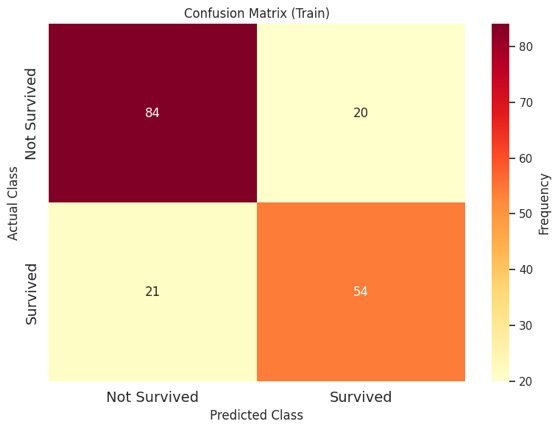 Confusion Matrix (Train)
Actual Class
Not Survived
84
20
Survived
21
54
Not Survived
Survived
Predicted Class
80
70
60
50
40
30
20
Frequency